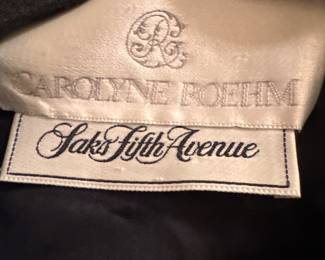 CAROLYNE ROEHM
Saks Fifth Avenue